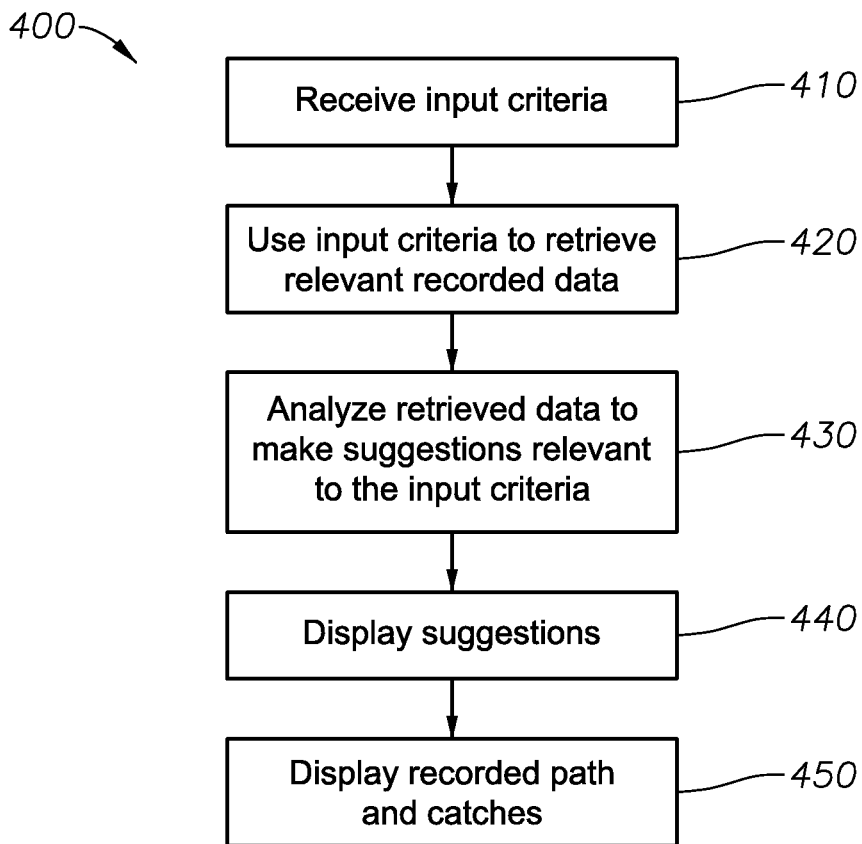 400
Receive input criteria
410
Use input criteria to retrieve
relevant recorded data
420
Analyze retrieved data to
make suggestions relevant
to the input criteria
430
Display suggestions
440
Display recorded path
and catches
450